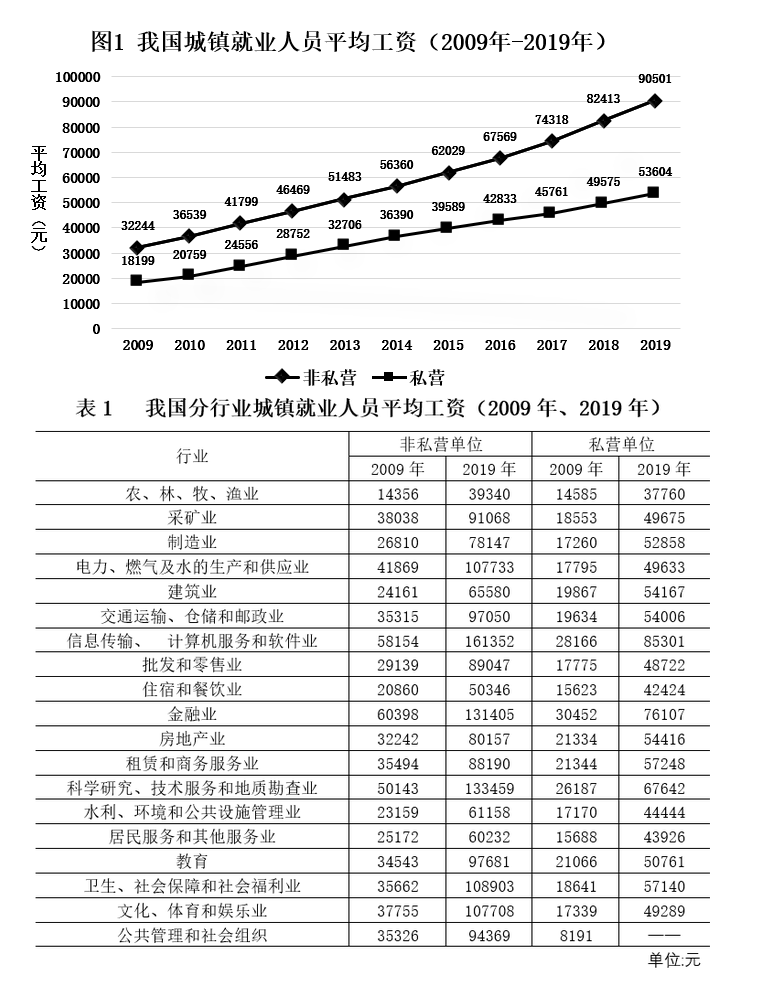 图1 我国城镇就业人员平均工资（2009年-2019年）
平均工资（元）
100000
90000
80000
70000
60000
50000
40000
30000
20000
10000
0
32244 36539 41799 46469 51483 56360 62029 67569 74318 82413 90501
18199 20759 24556 28752 32706 36390 39589 42833 45761 49575 53604
2009 2010 2011 2012 2013 2014 2015 2016 2017 2018 2019
非私营 私营
表 1 我国分行业城镇就业人员平均工资（2009 年、2019 年）
行业 非私营单位 私营单位
2009 年 2019 年 2009 年 2019 年
农、林、牧、渔业 14356 39340 14585 37760
采矿业 38038 91068 18553 49675
制造业 26810 78147 17260 52858
电力、燃气及水的生产和供应业 41869 107733 17795 49633
建筑业 24161 65580 19867 54167
交通运输、仓储和邮政业 35315 97050 19634 54006
信息传输、 计算机服务和软件业 58154 161352 28166 85301
批发和零售业 29139 89047 17775 48722
住宿和餐饮业 20860 50346 15623 42424
金融业 60398 131405 30452 76107
房地产业 32242 80157 21334 54416
租赁和商务服务业 35494 88190 21344 57248
科学研究、技术服务和地质勘查业 50143 133459 26187 67642
水利、环境和公共设施管理业 23159 61158 17170 44444
居民服务和其他服务业 25172 60232 15688 43926
教育 34543 97681 21066 50761
卫生、社会保障和社会福利业 35662 108903 18641 57140
文化、体育和娱乐业 37755 107708 17339 49289
公共管理和社会组织 35326 94369 8191 ——
单位:元